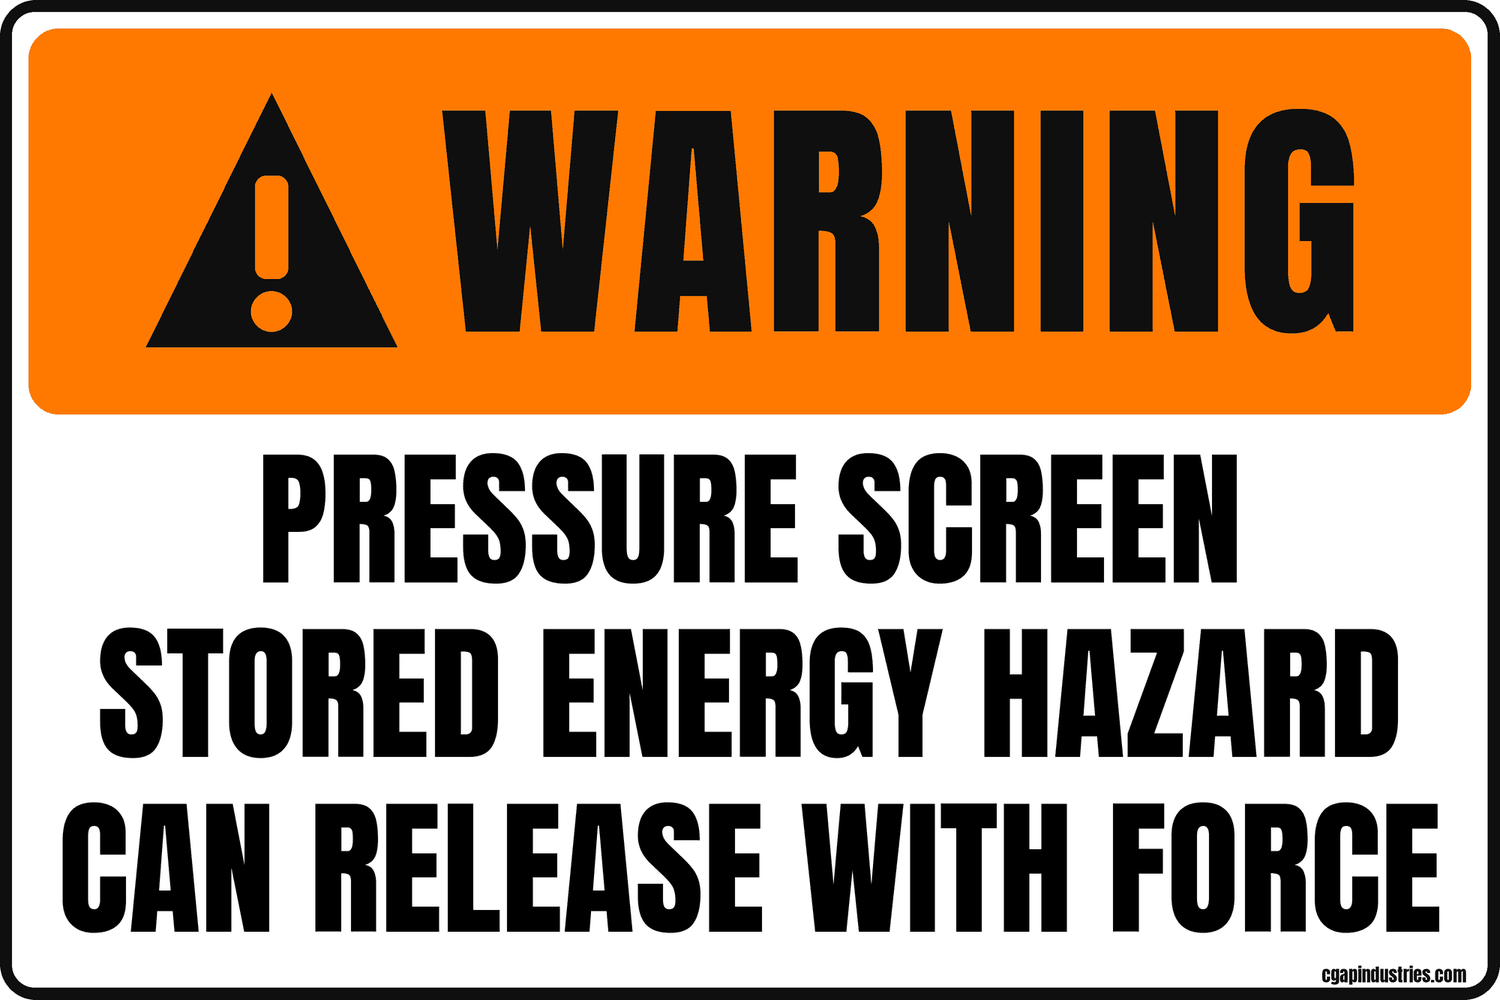 WARNING
PRESSURE SCREEN
STORED ENERGY HAZARD
CAN RELEASE WITH FORCE
cgapindustries.com